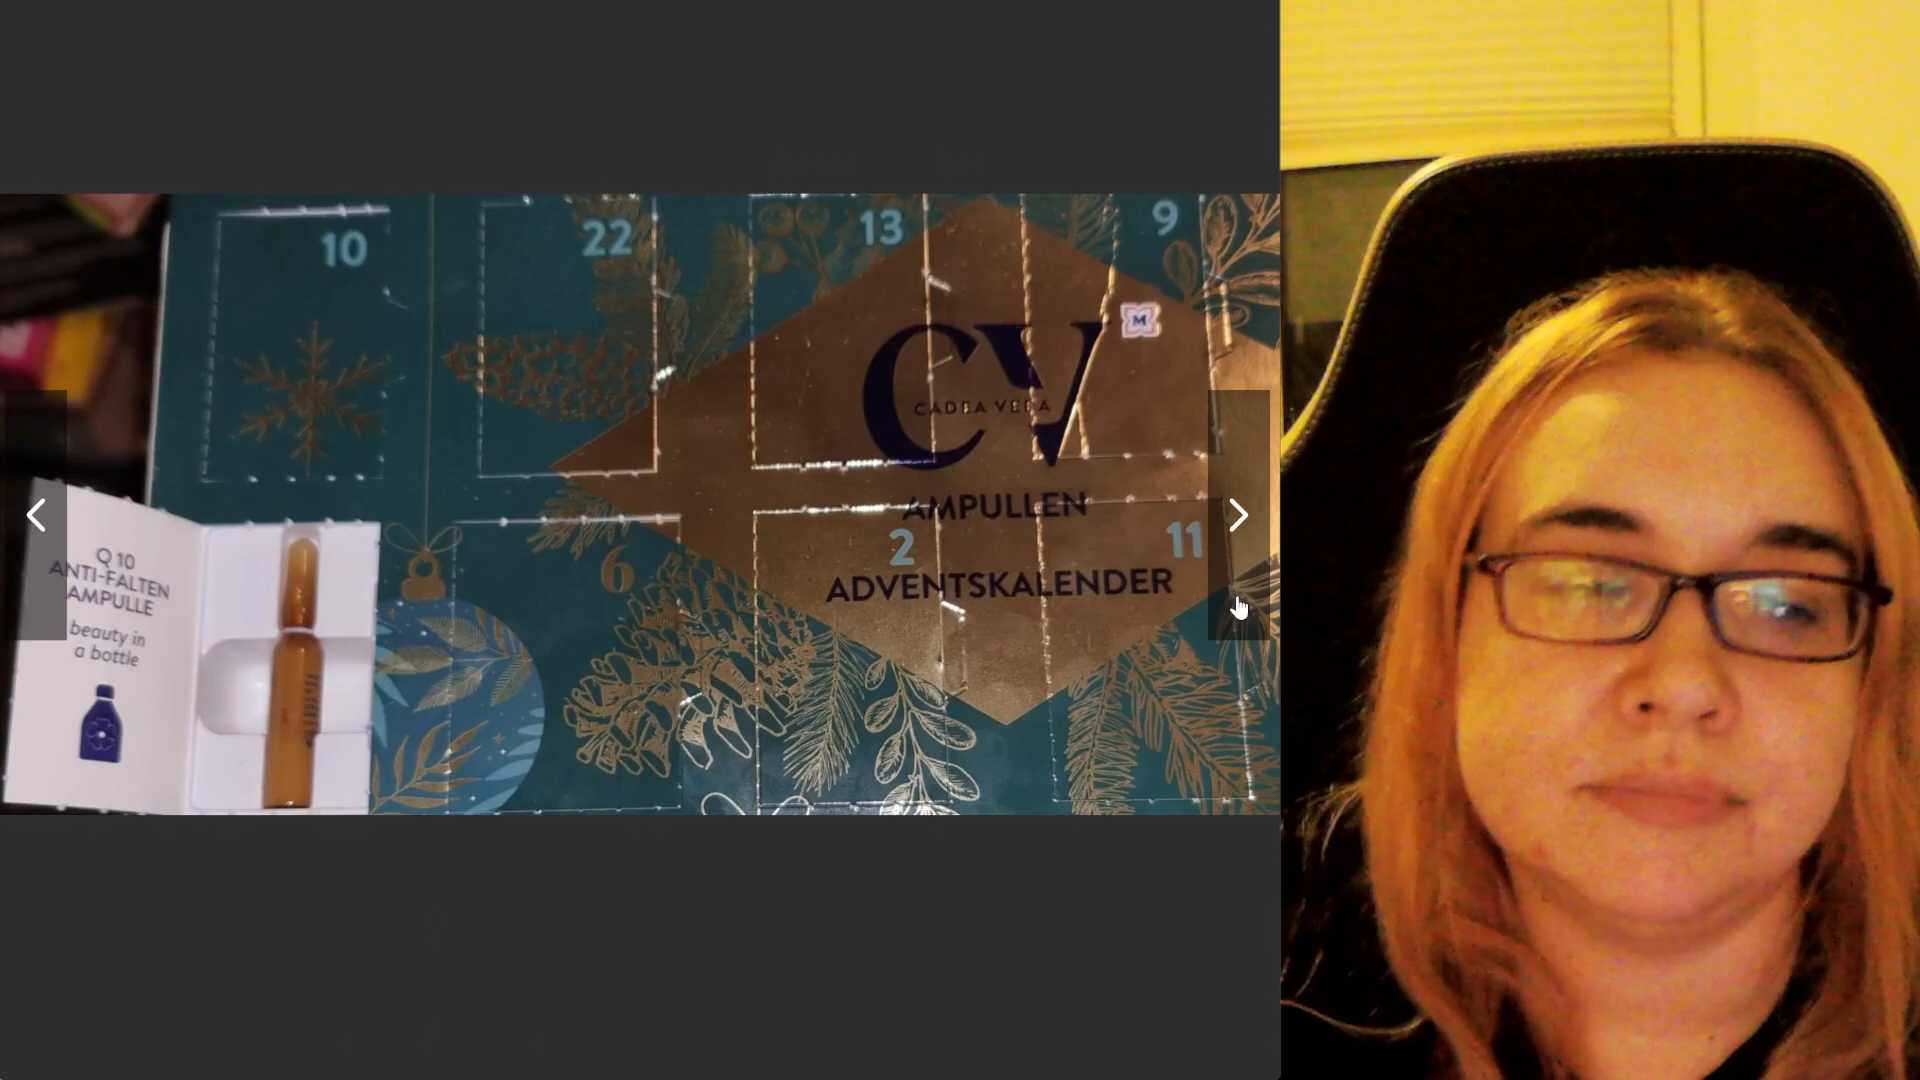 10
22
13
9
CV
CADEA VERA
M
AMPULLEN
2
11
ADVENTSKALENDER
6
Q 10
ANTI-FALTEN
AMPULLE
beauty in
a bottle